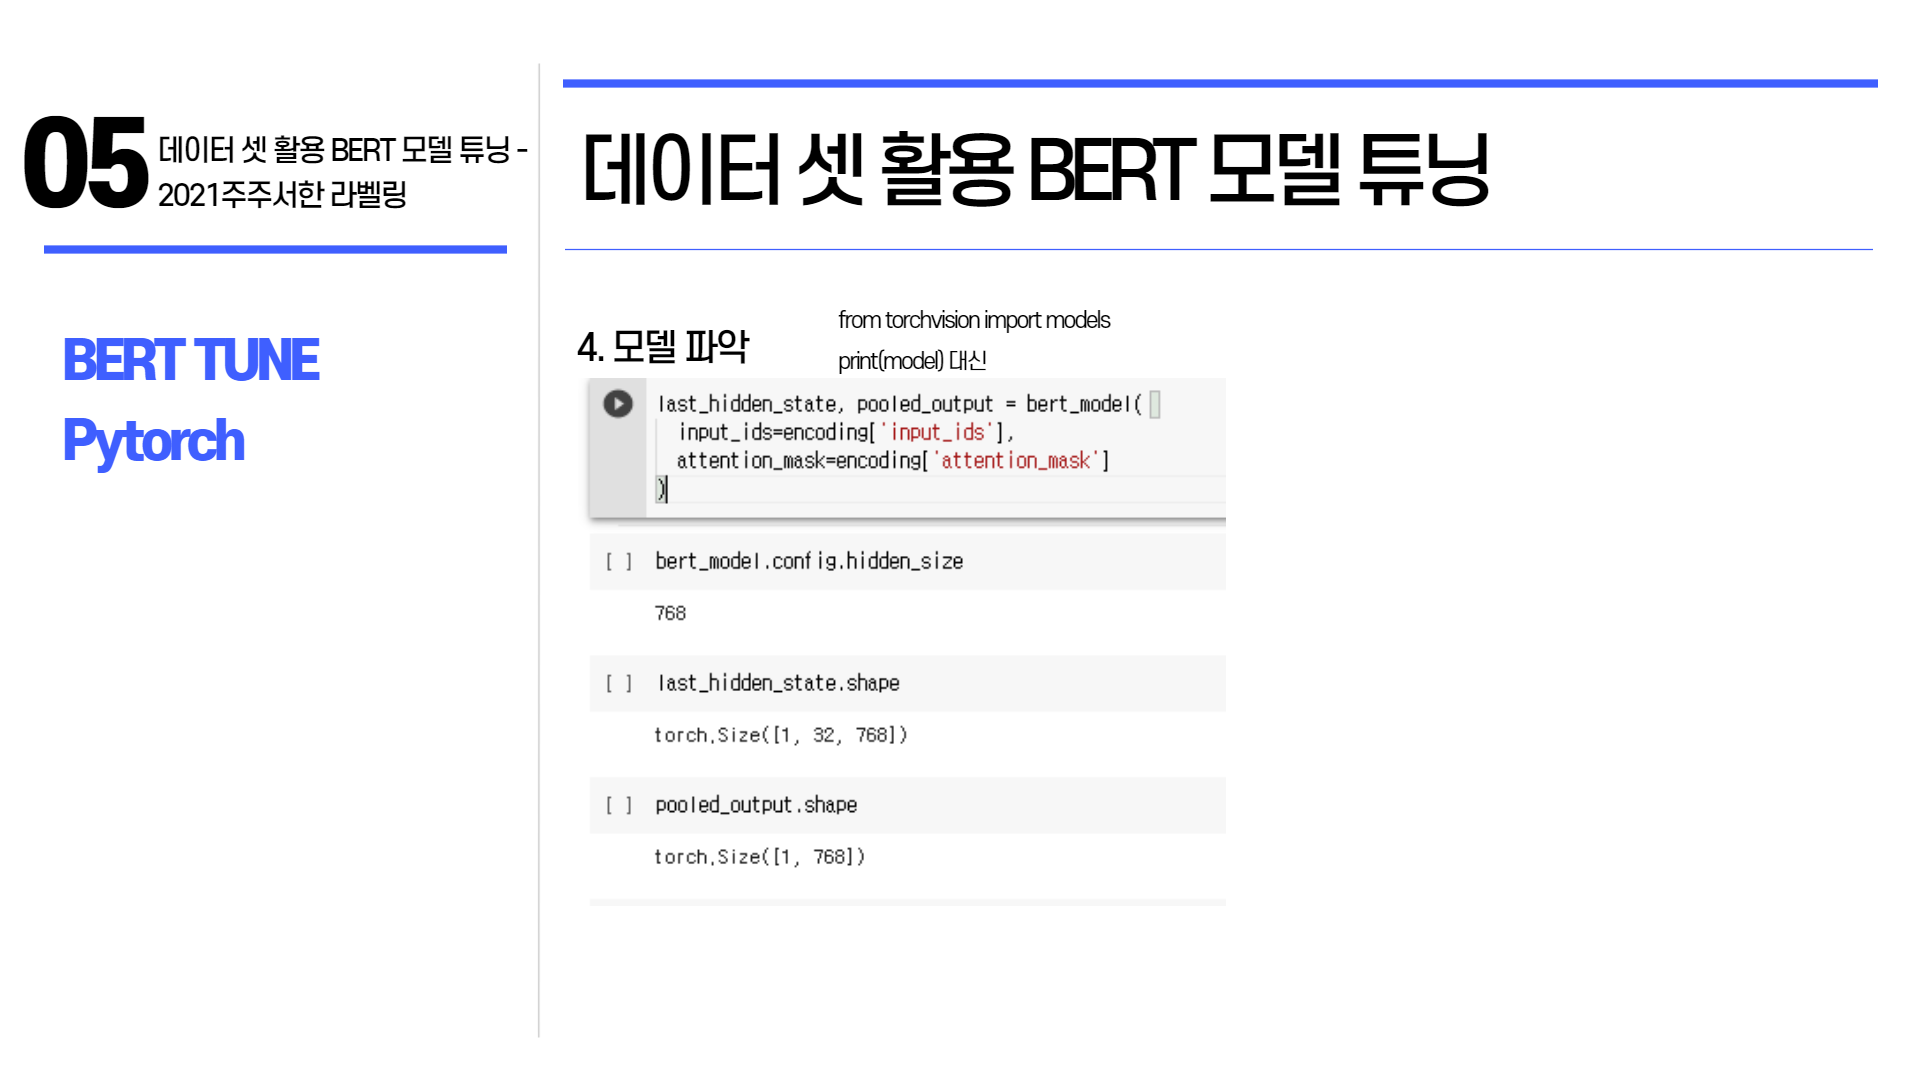 05
데이터 셋 활용 BERT 모델 튜닝 -
2021주주서한 라벨링
BERT TUNE
Pytorch
데이터 셋 활용 BERT 모델 튜닝
4. 모델 파악
from torchvision import models
print(model) 대신
last_hidden_state, pooled_output = bert_model(
input_ids=encoding['input_ids'],
attention_mask=encoding['attention_mask']
)
[ ] bert_model.config.hidden_size
768
[ ] last_hidden_state.shape
torch.Size([1, 32, 768])
[ ] pooled_output.shape
torch.Size([1, 768])